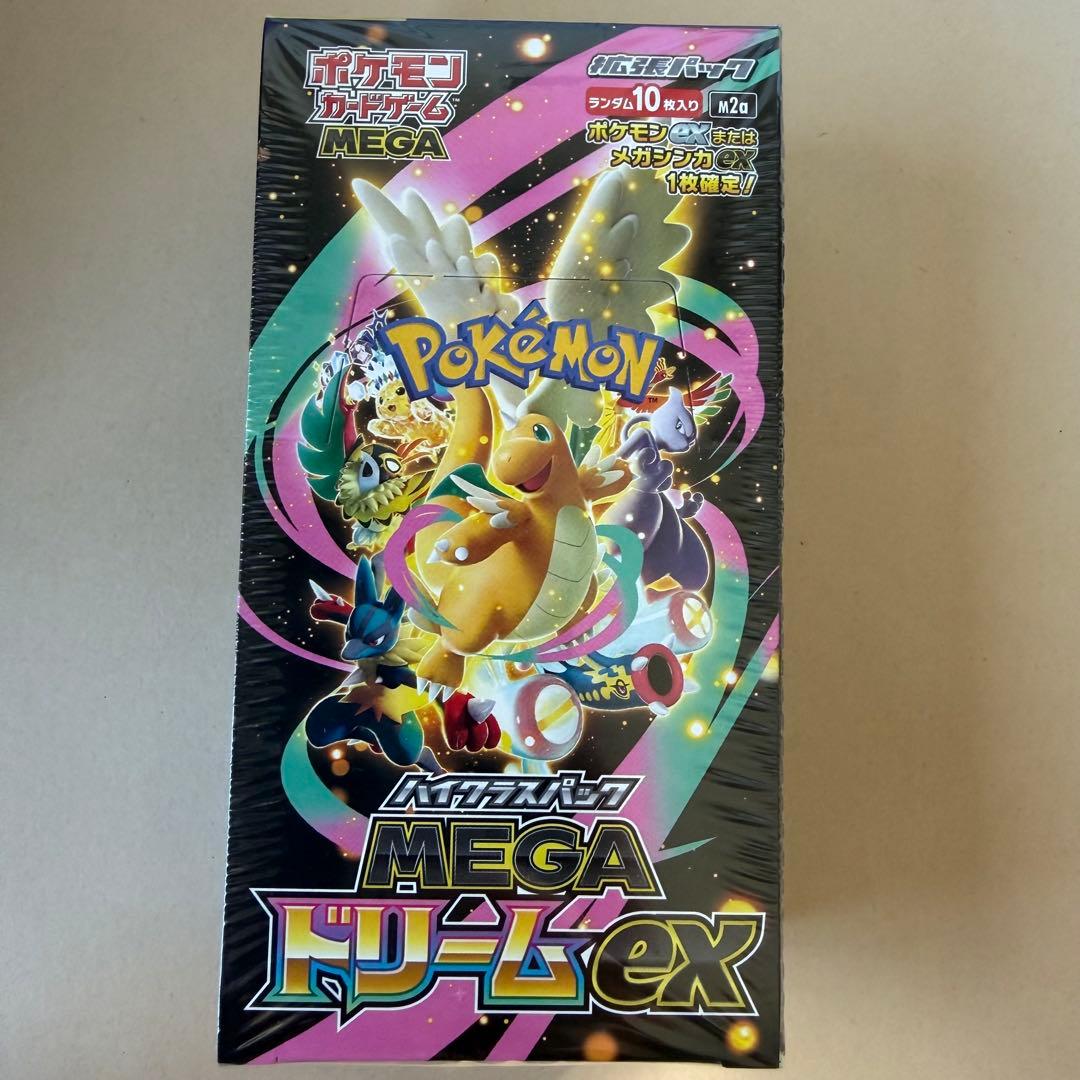 ポケモン
カードゲーム™
MEGA
拡張パック
ランダム10枚入り M2a
ポケモンexまたは
メガシンカex
1枚確定!
POKÉMON™
ハイクラスパック
MEGA
ドリームex